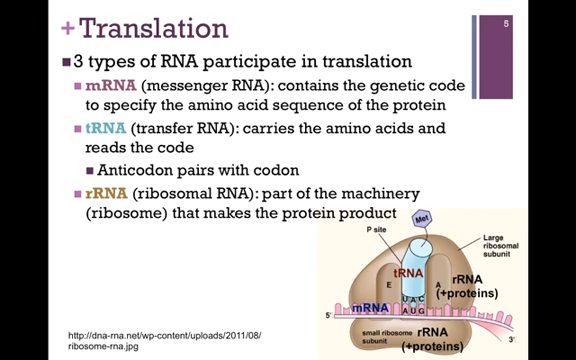 + Translation
5
3 types of RNA participate in translation
mRNA (messenger RNA): contains the genetic code
to specify the amino acid sequence of the protein
tRNA (transfer RNA): carries the amino acids and
reads the code
Anticodon pairs with codon
rRNA (ribosomal RNA): part of the machinery
(ribosome) that makes the protein product
Met
P site
Large
ribosomal
subunit
tRNA
E
A
rRNA
(+proteins)
UAC
mRNA
AUG
5'
3'
small ribosome
subunit
rRNA
(+proteins)
http://dna-rna.net/wp-content/uploads/2011/08/
ribosome-rna.jpg